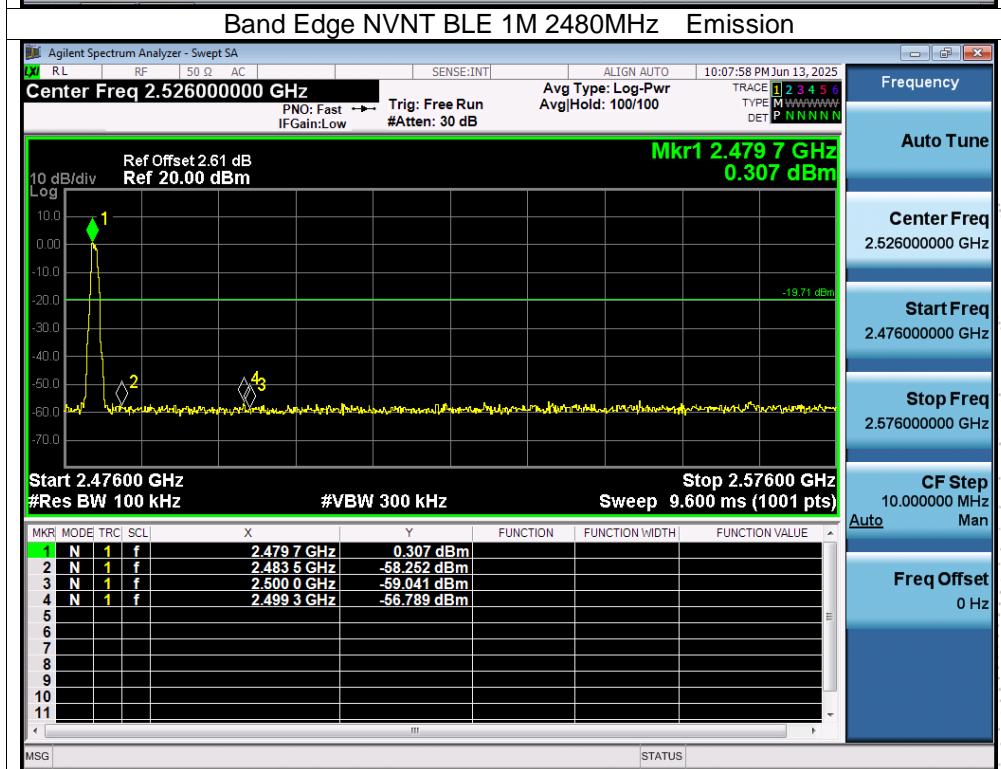 Band Edge NVNT BLE 1M 2480MHz Emission
Agilent Spectrum Analyzer - Swept SA
LXI RL RF 50 Ω AC SENSE:INT ALIGN AUTO 10:07:58 PM Jun 13, 2025
Center Freq 2.526000000 GHz
PNO: Fast
IFGain:Low
Trig: Free Run
#Atten: 30 dB
Avg Type: Log-Pwr
Avg|Hold: 100/100
TRACE 1 2 3 4 5 6
TYPE M WWWWW
DET P N N N N N
Frequency
Auto Tune
Center Freq
2.526000000 GHz
Start Freq
2.476000000 GHz
Stop Freq
2.576000000 GHz
CF Step
10.000000 MHz
Auto Man
Freq Offset
0 Hz
Mkr1 2.479 7 GHz
0.307 dBm
Ref Offset 2.61 dB
10 dB/div Ref 20.00 dBm
Log
10.0
0.00
-10.0
-20.0
-30.0
-40.0
-50.0
-60.0
-70.0
1
2
4
3
-19.71 dBm
Start 2.47600 GHz Stop 2.57600 GHz
#Res BW 100 kHz #VBW 300 kHz Sweep 9.600 ms (1001 pts)
MKR MODE TRC SCL X Y FUNCTION FUNCTION WIDTH FUNCTION VALUE
1 N 1 f 2.479 7 GHz 0.307 dBm
2 N 1 f 2.483 5 GHz -58.252 dBm
3 N 1 f 2.500 0 GHz -59.041 dBm
4 N 1 f 2.499 3 GHz -56.789 dBm
5
6
7
8
9
10
11
MSG STATUS